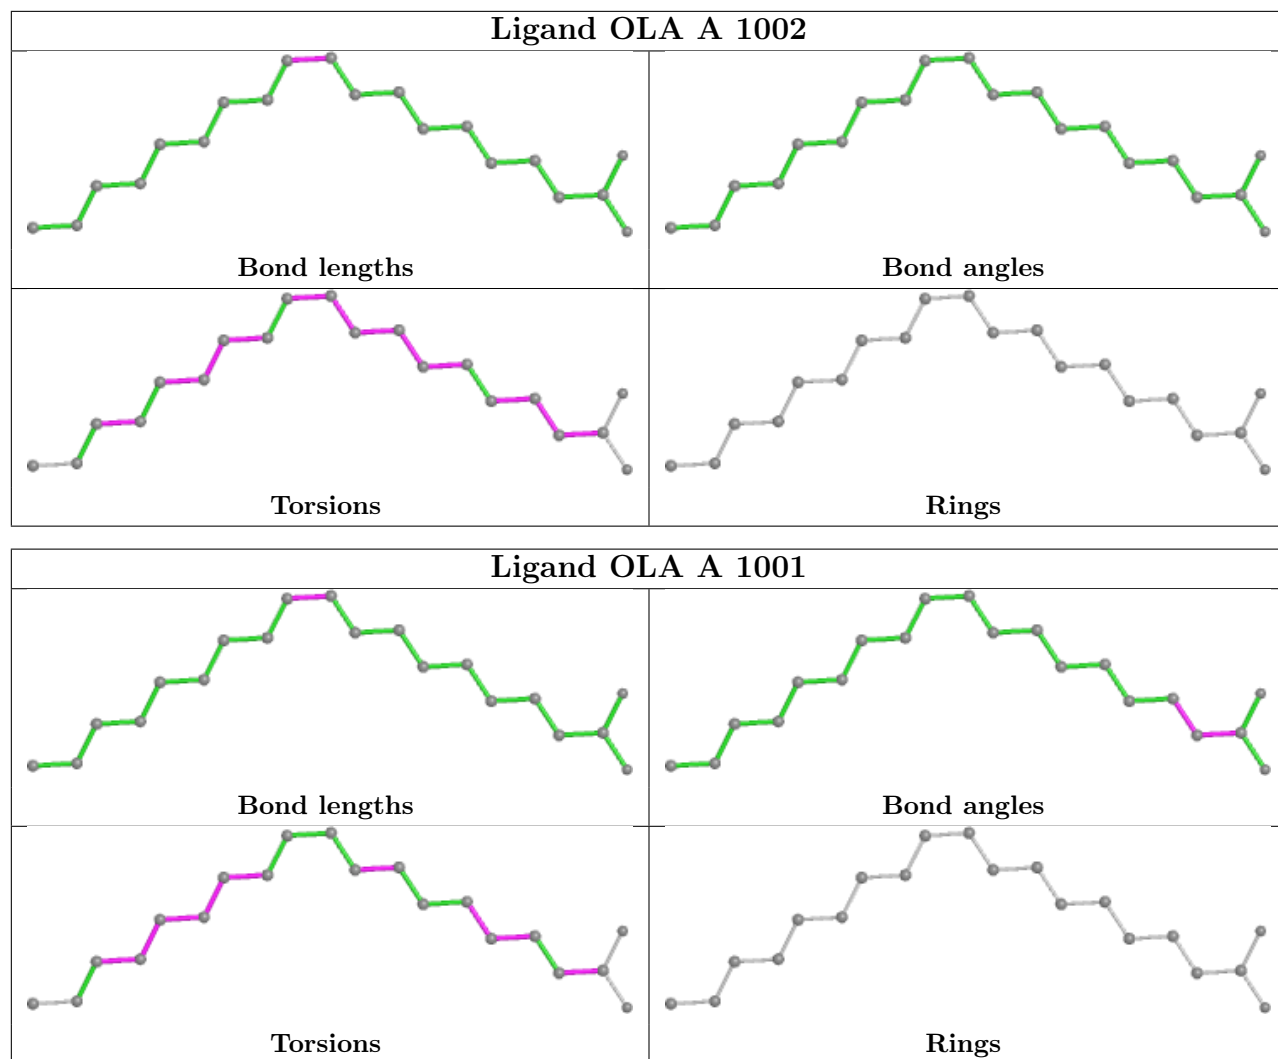 Ligand OLA A 1002
Bond lengths
Bond angles
Torsions
Rings
Ligand OLA A 1001
Bond lengths
Bond angles
Torsions
Rings